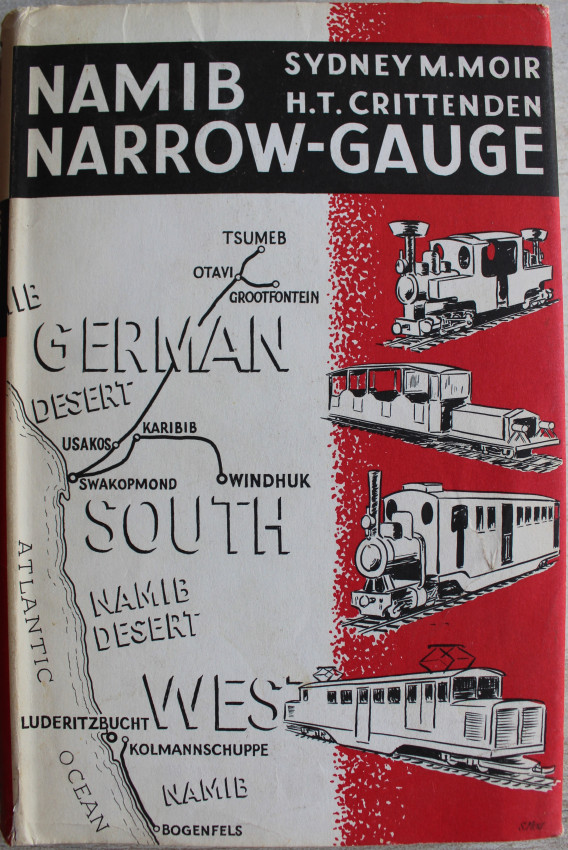 NAMIB
NARROW-GAUGE
SYDNEY M. MOIR
H.T. CRITTENDEN
TSUMEB
OTAVI
GROOTFONTEIN
GERMAN
DESERT
USAKOS
KARIBIB
SWAKOPMOND
WINDHUK
SOUTH
ATLANTIC
NAMIB
DESERT
WEST
LUDERITZBUCHT
KOLMANNSCHUPPE
OCEAN
NAMIB
BOGENFELS